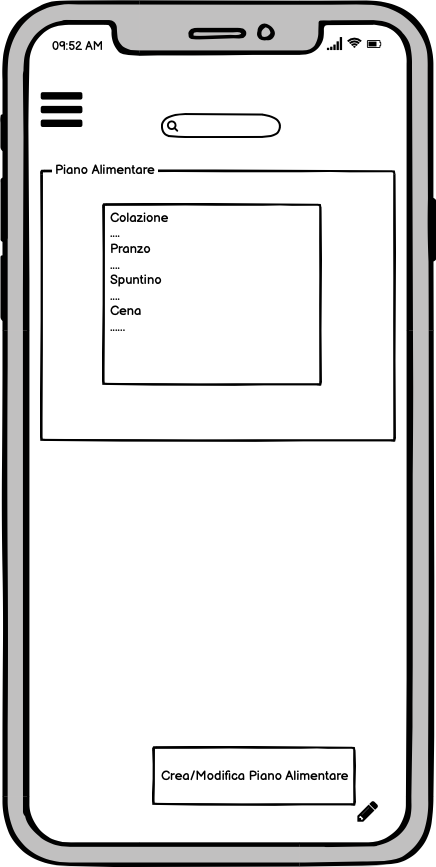 09:52 AM
Piano Alimentare
Colazione
....
Pranzo
....
Spuntino
....
Cena
......
Crea/Modifica Piano Alimentare